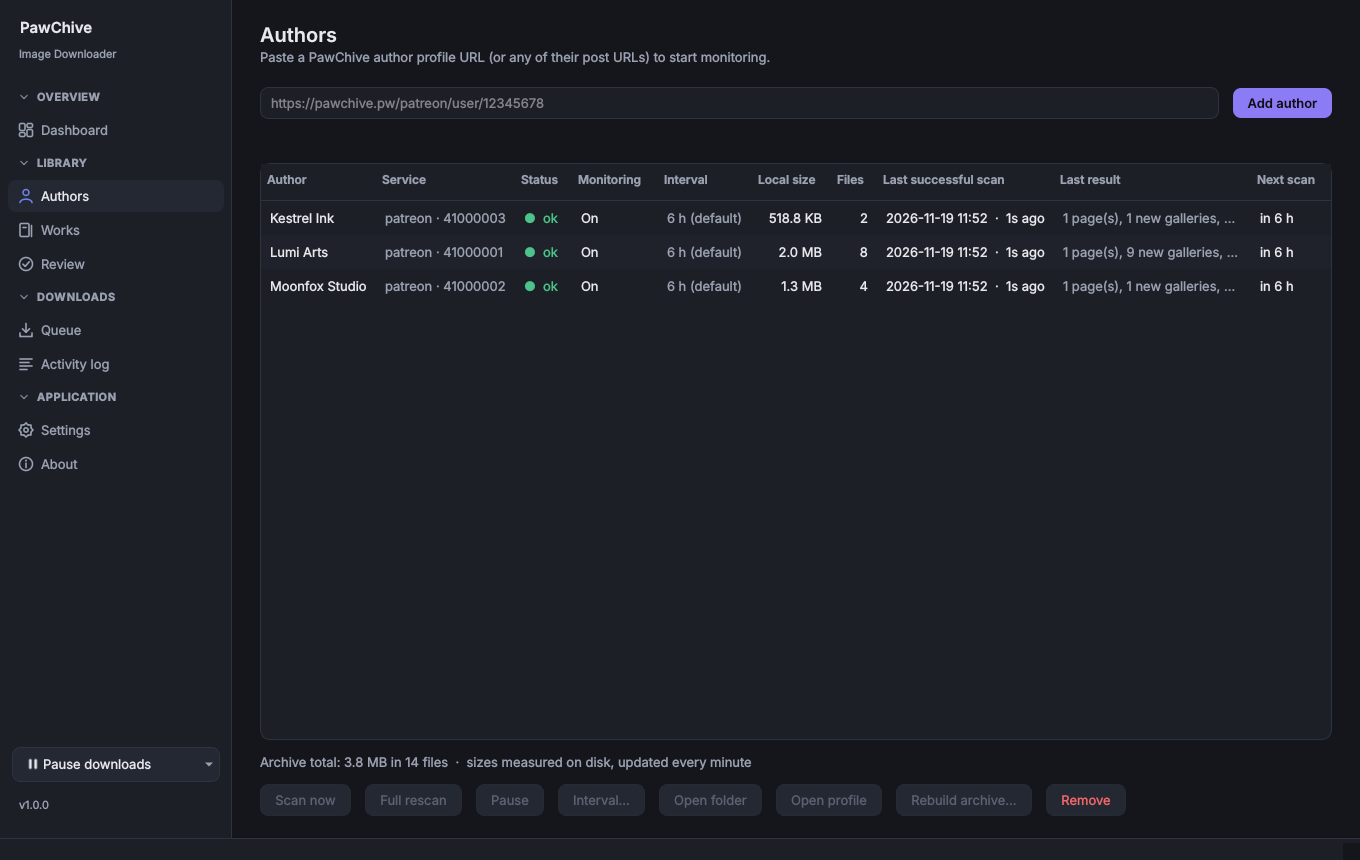 PawChive
Image Downloader
OVERVIEW
Dashboard
LIBRARY
Authors
Works
Review
DOWNLOADS
Queue
Activity log
APPLICATION
Settings
About
Pause downloads
v1.0.0
Authors
Paste a PawChive author profile URL (or any of their post URLs) to start monitoring.
https://pawchive.pw/patreon/user/12345678
Add author
Author Service Status Monitoring Interval Local size Files Last successful scan Last result Next scan
Kestrel Ink patreon · 41000003 ok On 6 h (default) 518.8 KB 2 2026-11-19 11:52 · 1s ago 1 page(s), 1 new galleries, ... in 6 h
Lumi Arts patreon · 41000001 ok On 6 h (default) 2.0 MB 8 2026-11-19 11:52 · 1s ago 1 page(s), 9 new galleries, ... in 6 h
Moonfox Studio patreon · 41000002 ok On 6 h (default) 1.3 MB 4 2026-11-19 11:52 · 1s ago 1 page(s), 1 new galleries, ... in 6 h
Archive total: 3.8 MB in 14 files · sizes measured on disk, updated every minute
Scan now Full rescan Pause Interval... Open folder Open profile Rebuild archive... Remove